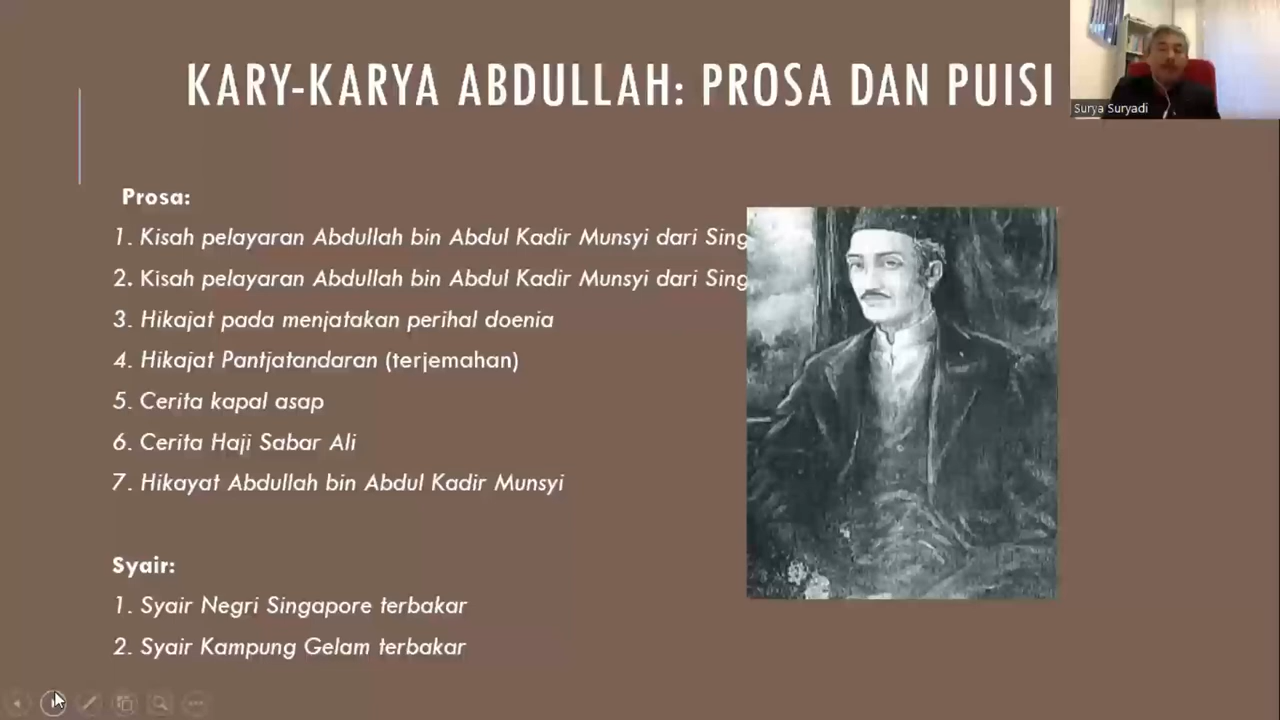 KARY-KARYA ABDULLAH: PROSA DAN PUISI
Surya Suryadi
Prosa:
1. Kisah pelayaran Abdullah bin Abdul Kadir Munsyi dari Sing
2. Kisah pelayaran Abdullah bin Abdul Kadir Munsyi dari Sing
3. Hikajat pada menjatakan perihal doenia
4. Hikajat Pantjatandaran (terjemahan)
5. Cerita kapal asap
6. Cerita Haji Sabar Ali
7. Hikayat Abdullah bin Abdul Kadir Munsyi
Syair:
1. Syair Negri Singapore terbakar
2. Syair Kampung Gelam terbakar